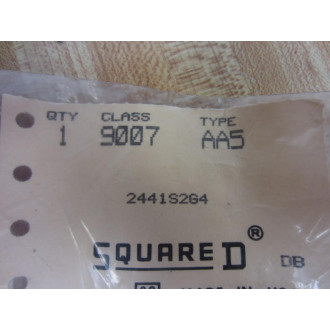 QTY CLASS TYPE
1 9007 AA5
2441S2G4
SQUARE D ® DB